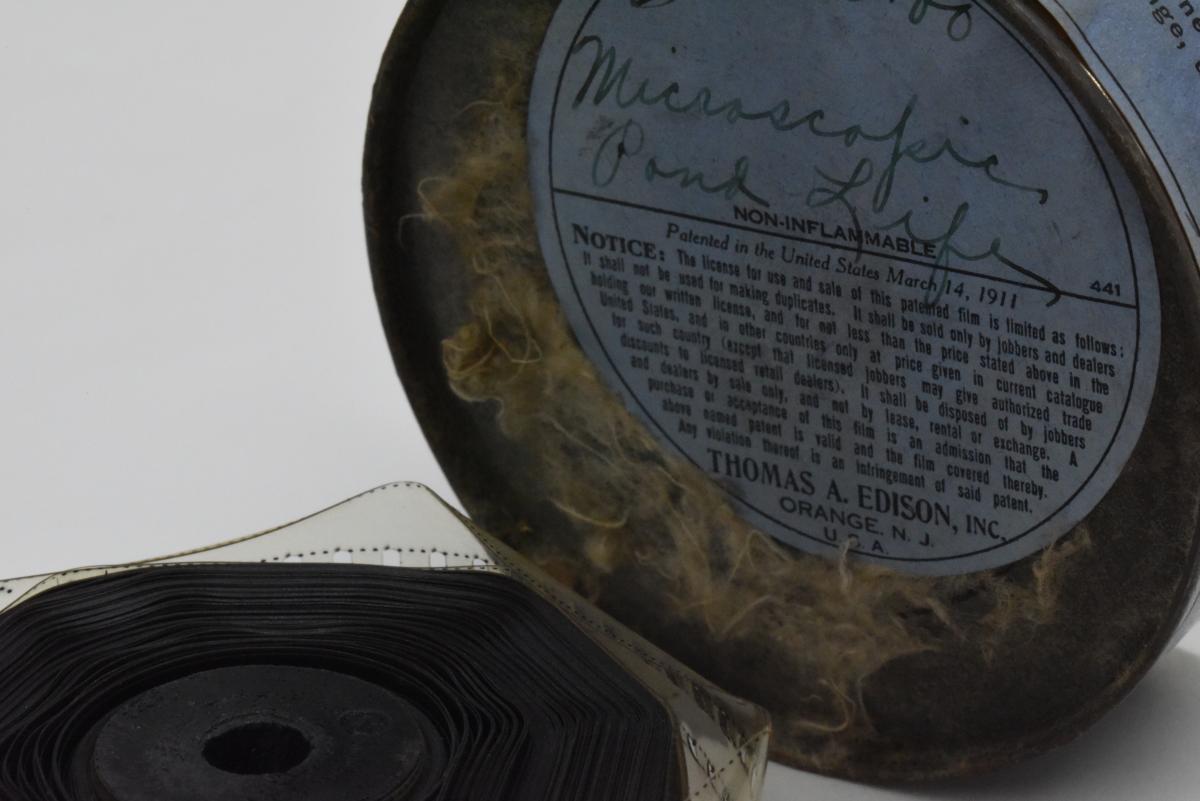 Microscopic
Pond Life
NON-INFLAMMABLE
Patented in the United States March 14, 1911
441
NOTICE: The license for use and sale of this patented film is limited as follows:
It shall not be used for making duplicates. It shall be sold only by jobbers and dealers
holding our written license, and for not less than the price stated above in the
United States, and in other countries only at price given in current catalogue
for such country (except that licensed jobbers may give authorized trade
discounts to licensed retail dealers). It shall be disposed of by jobbers
and dealers by sale only, and not by lease, rental or exchange. A
purchase or acceptance of this film is an admission that the
above named patent is valid and the film covered thereby.
Any violation thereof is an infringement of said patent.
THOMAS A. EDISON, INC.
ORANGE, N. J.
U. S. A.